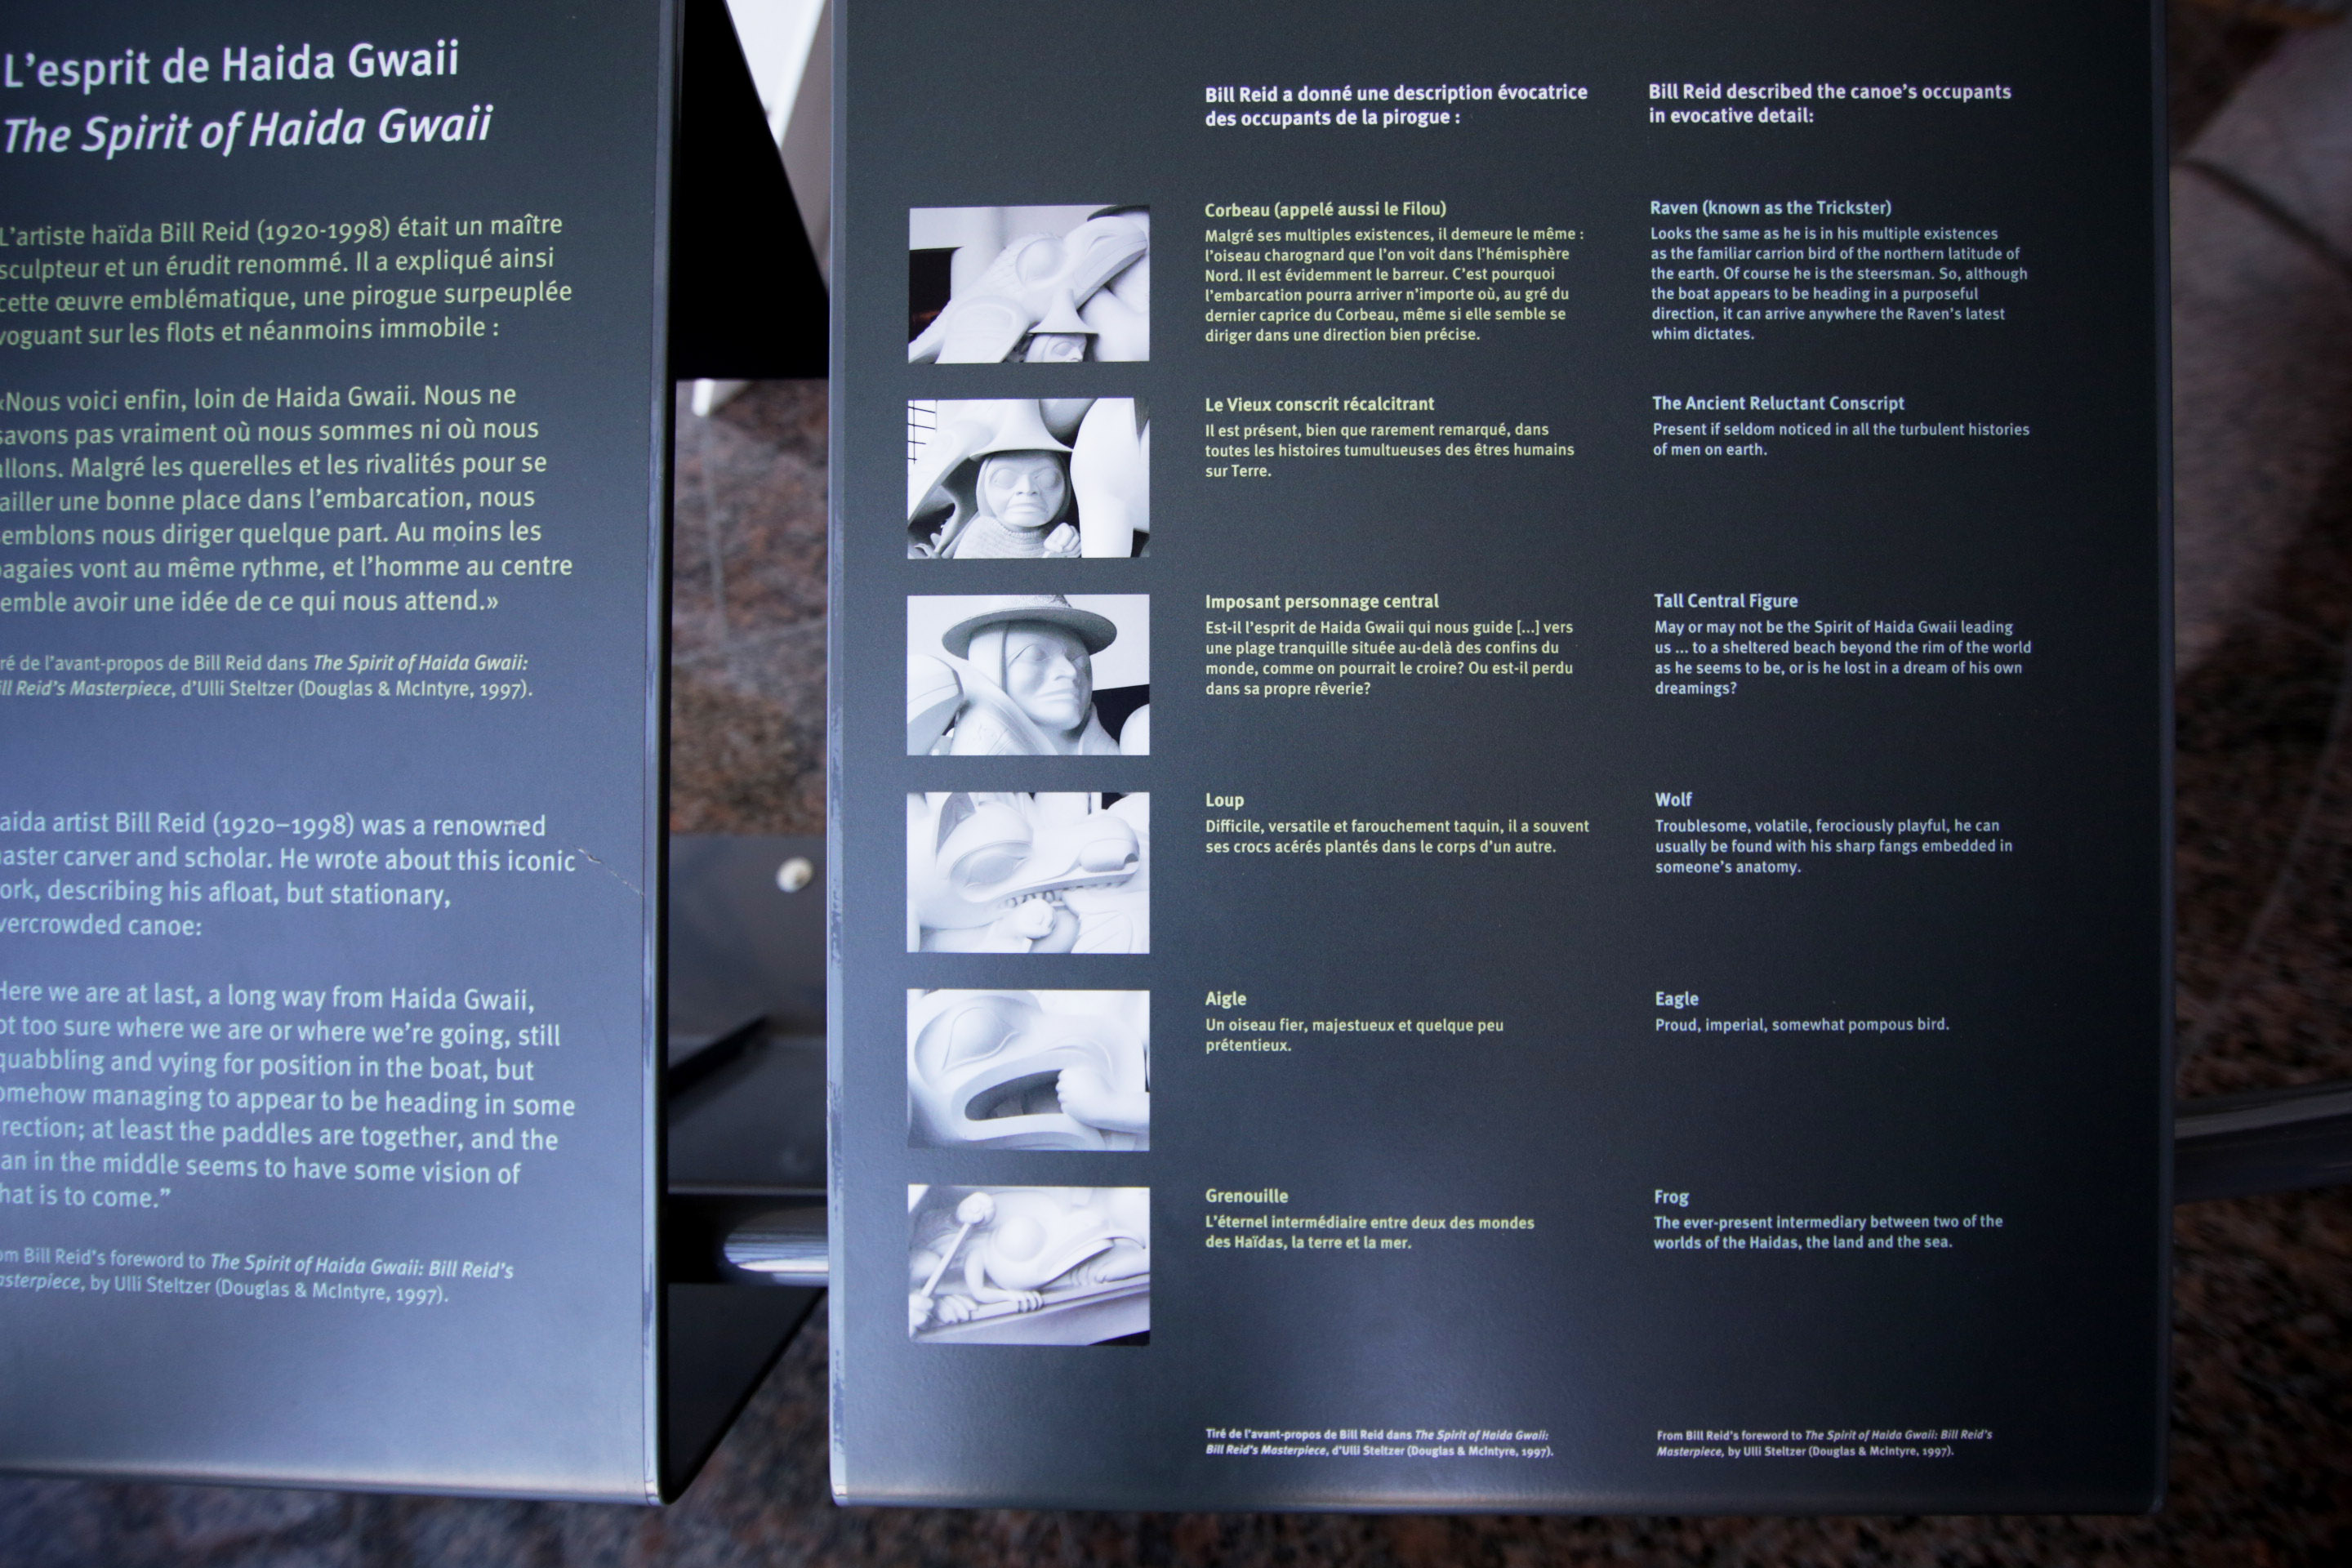 L'esprit de Haida Gwaii
The Spirit of Haida Gwaii
L'artiste haïda Bill Reid (1920-1998) était un maître
sculpteur et un érudit renommé. Il a expliqué ainsi
cette œuvre emblématique, une pirogue surpeuplée
voguant sur les flots et néanmoins immobile :
«Nous voici enfin, loin de Haida Gwaii. Nous ne
savons pas vraiment où nous sommes ni où nous
allons. Malgré les querelles et les rivalités pour se
tailler une bonne place dans l'embarcation, nous
semblons nous diriger quelque part. Au moins les
pagaies vont au même rythme, et l'homme au centre
semble avoir une idée de ce qui nous attend.»
Tiré de l'avant-propos de Bill Reid dans The Spirit of Haida Gwaii:
Bill Reid's Masterpiece, d'Ulli Steltzer (Douglas & McIntyre, 1997).
Haida artist Bill Reid (1920–1998) was a renowned
master carver and scholar. He wrote about this iconic
work, describing his afloat, but stationary,
overcrowded canoe:
Here we are at last, a long way from Haida Gwaii,
not too sure where we are or where we're going, still
squabbling and vying for position in the boat, but
somehow managing to appear to be heading in some
direction; at least the paddles are together, and the
man in the middle seems to have some vision of
what is to come."
From Bill Reid's foreword to The Spirit of Haida Gwaii: Bill Reid's
Masterpiece, by Ulli Steltzer (Douglas & McIntyre, 1997).
Bill Reid a donné une description évocatrice
des occupants de la pirogue :
Corbeau (appelé aussi le Filou)
Malgré ses multiples existences, il demeure le même :
l'oiseau charognard que l'on voit dans l'hémisphère
Nord. Il est évidemment le barreur. C'est pourquoi
l'embarcation pourra arriver n'importe où, au gré du
dernier caprice du Corbeau, même si elle semble se
diriger dans une direction bien précise.
Le Vieux conscrit récalcitrant
Il est présent, bien que rarement remarqué, dans
toutes les histoires tumultueuses des êtres humains
sur Terre.
Imposant personnage central
Est-il l'esprit de Haida Gwaii qui nous guide [...] vers
une plage tranquille située au-delà des confins du
monde, comme on pourrait le croire? Ou est-il perdu
dans sa propre rêverie?
Loup
Difficile, versatile et farouchement taquin, il a souvent
ses crocs acérés plantés dans le corps d'un autre.
Aigle
Un oiseau fier, majestueux et quelque peu
prétentieux.
Grenouille
L'éternel intermédiaire entre deux des mondes
des Haïdas, la terre et la mer.
Tiré de l'avant-propos de Bill Reid dans The Spirit of Haida Gwaii:
Bill Reid's Masterpiece, d'Ulli Steltzer (Douglas & McIntyre, 1997).
Bill Reid described the canoe's occupants
in evocative detail:
Raven (known as the Trickster)
Looks the same as he is in his multiple existences
as the familiar carrion bird of the northern latitude of
the earth. Of course he is the steersman. So, although
the boat appears to be heading in a purposeful
direction, it can arrive anywhere the Raven's latest
whim dictates.
The Ancient Reluctant Conscript
Present if seldom noticed in all the turbulent histories
of men on earth.
Tall Central Figure
May or may not be the Spirit of Haida Gwaii leading
us ... to a sheltered beach beyond the rim of the world
as he seems to be, or is he lost in a dream of his own
dreamings?
Wolf
Troublesome, volatile, ferociously playful, he can
usually be found with his sharp fangs embedded in
someone's anatomy.
Eagle
Proud, imperial, somewhat pompous bird.
Frog
The ever-present intermediary between two of the
worlds of the Haidas, the land and the sea.
From Bill Reid's foreword to The Spirit of Haida Gwaii: Bill Reid's
Masterpiece, by Ulli Steltzer (Douglas & McIntyre, 1997).